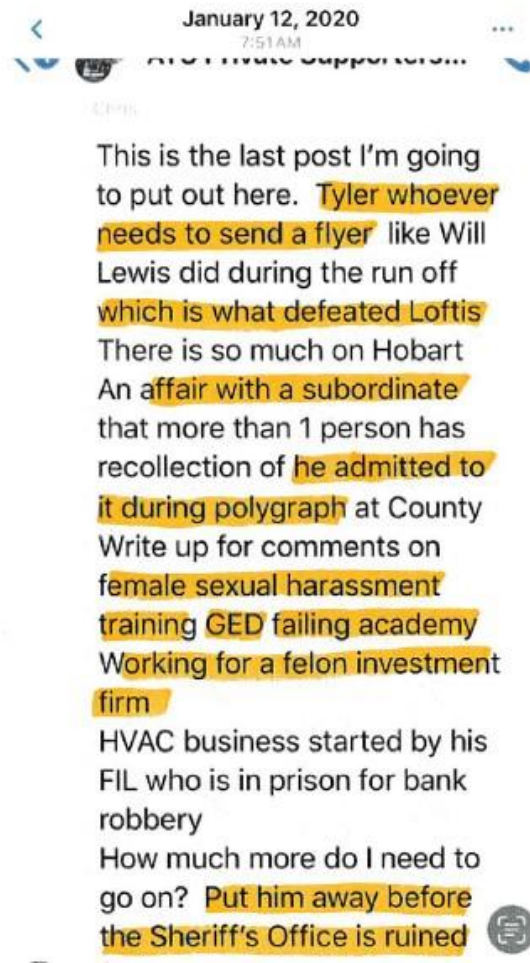 January 12, 2020
7:51 AM
Private Supporters...
Chris
This is the last post I'm going
to put out here. Tyler whoever
needs to send a flyer like Will
Lewis did during the run off
which is what defeated Loftis
There is so much on Hobart
An affair with a subordinate
that more than 1 person has
recollection of he admitted to
it during polygraph at County
Write up for comments on
female sexual harassment
training GED failing academy
Working for a felon investment
firm
HVAC business started by his
FIL who is in prison for bank
robbery
How much more do I need to
go on? Put him away before
the Sheriff's Office is ruined